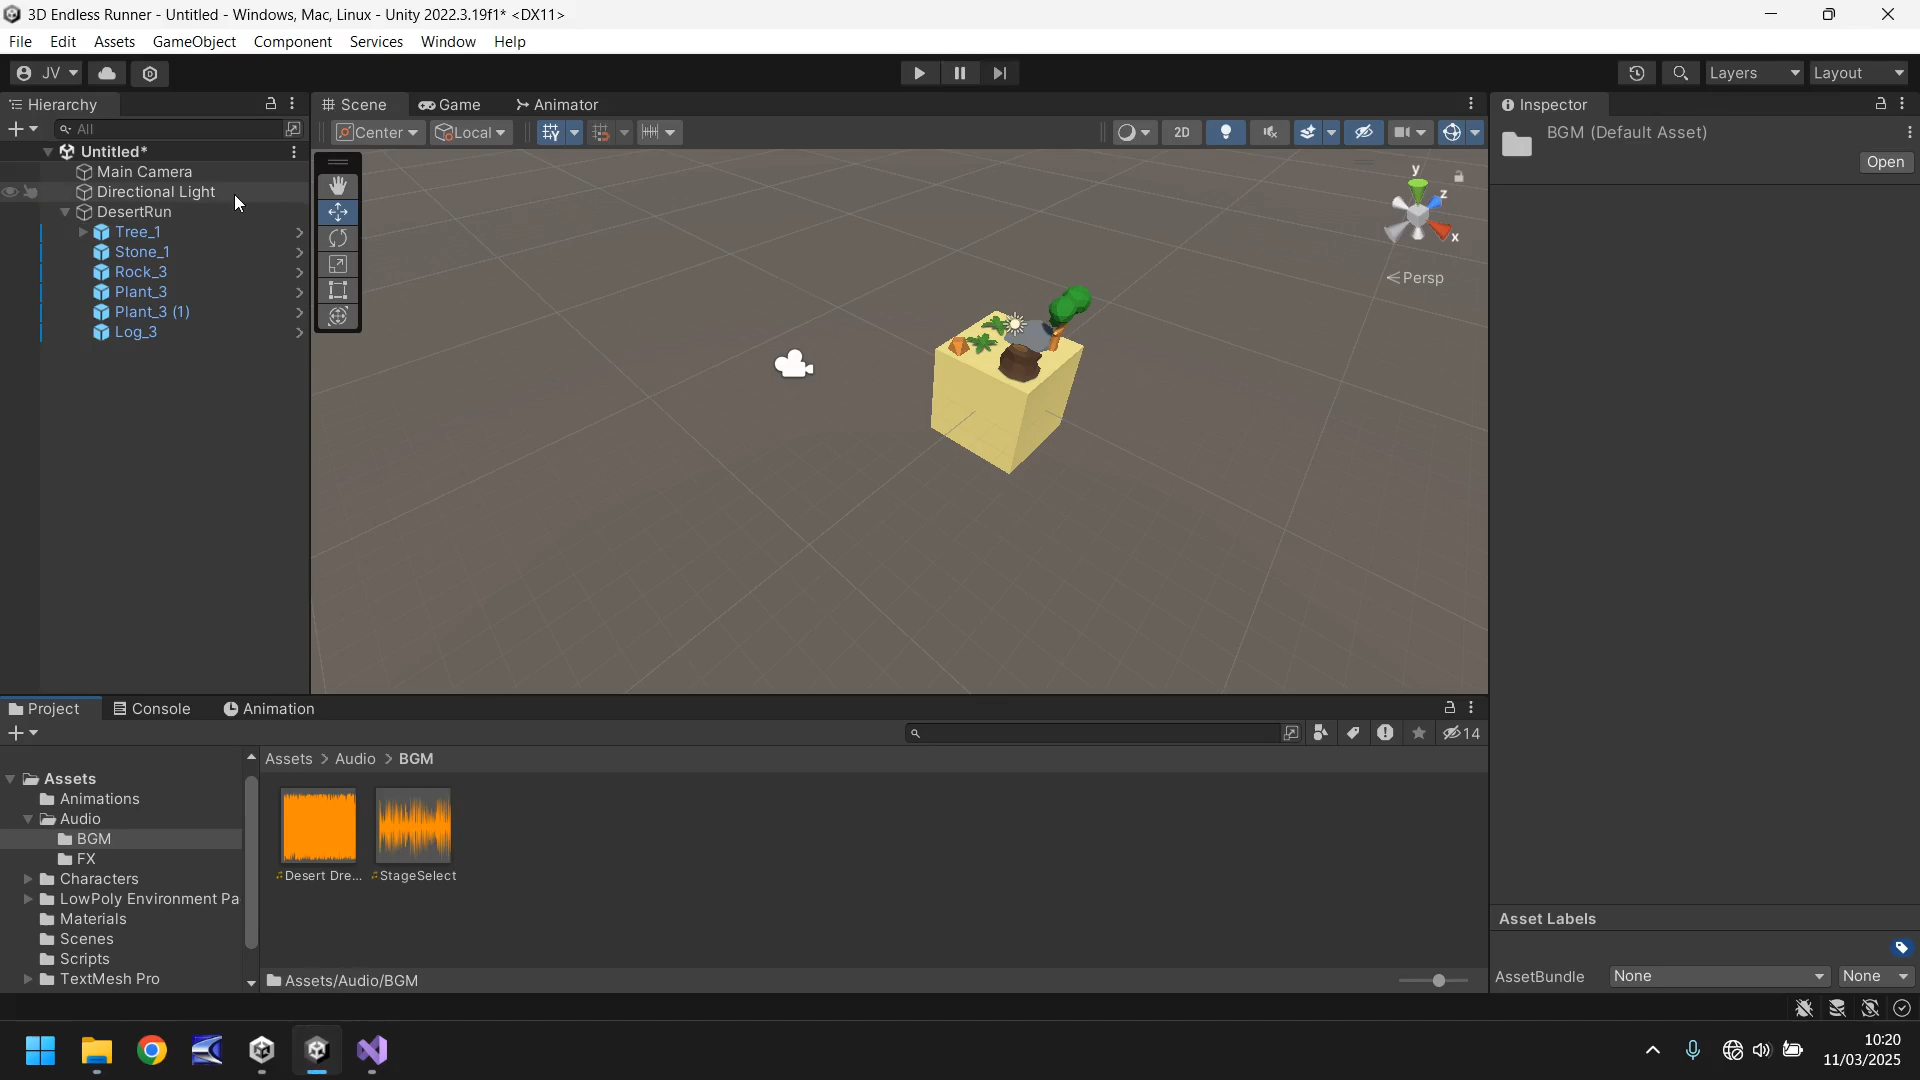 3D Endless Runner - Untitled - Windows, Mac, Linux - Unity 2022.3.19f1* <DX11>
File Edit Assets GameObject Component Services Window Help
JV Layers Layout
Hierarchy Scene Game Animator Inspector
All Center Local 2D BGM (Default Asset)
Open
Untitled*
Main Camera
Directional Light
DesertRun
Tree_1
Stone_1
Rock_3
Plant_3
Plant_3 (1)
Log_3
y
z
x
Persp
Project Console Animation
14
Assets > Audio > BGM
Assets
Animations
Audio
BGM
FX
Characters
LowPoly Environment Pa
Materials
Scenes
Scripts
TextMesh Pro
Desert Dre... StageSelect
Assets/Audio/BGM
Asset Labels
AssetBundle None None
10:20
11/03/2025